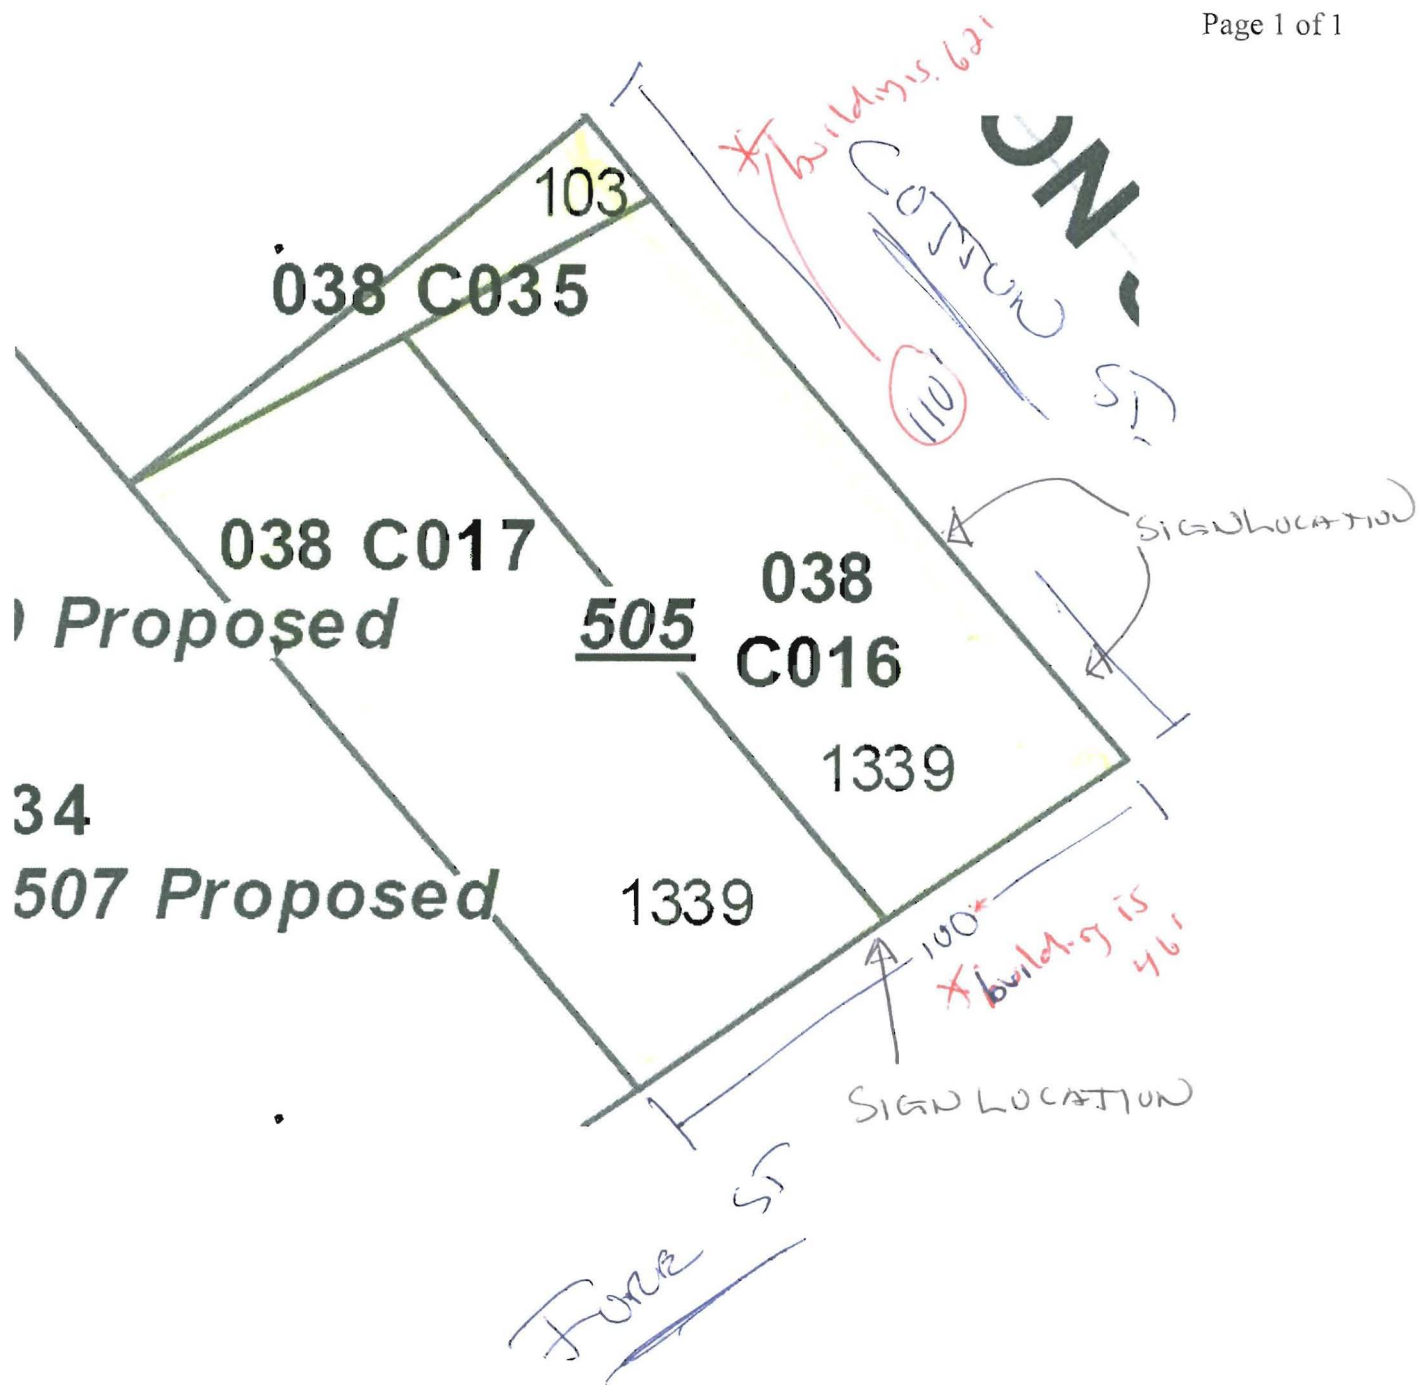 Page 1 of 1
* building is 62'
COTTON ST.
ON
103
038 C035
110'
SIGN LOCATION
038 C017
038
C016
) Proposed
505
1339
34
507 Proposed
1339
100' *
* building is
46'
SIGN LOCATION
ST